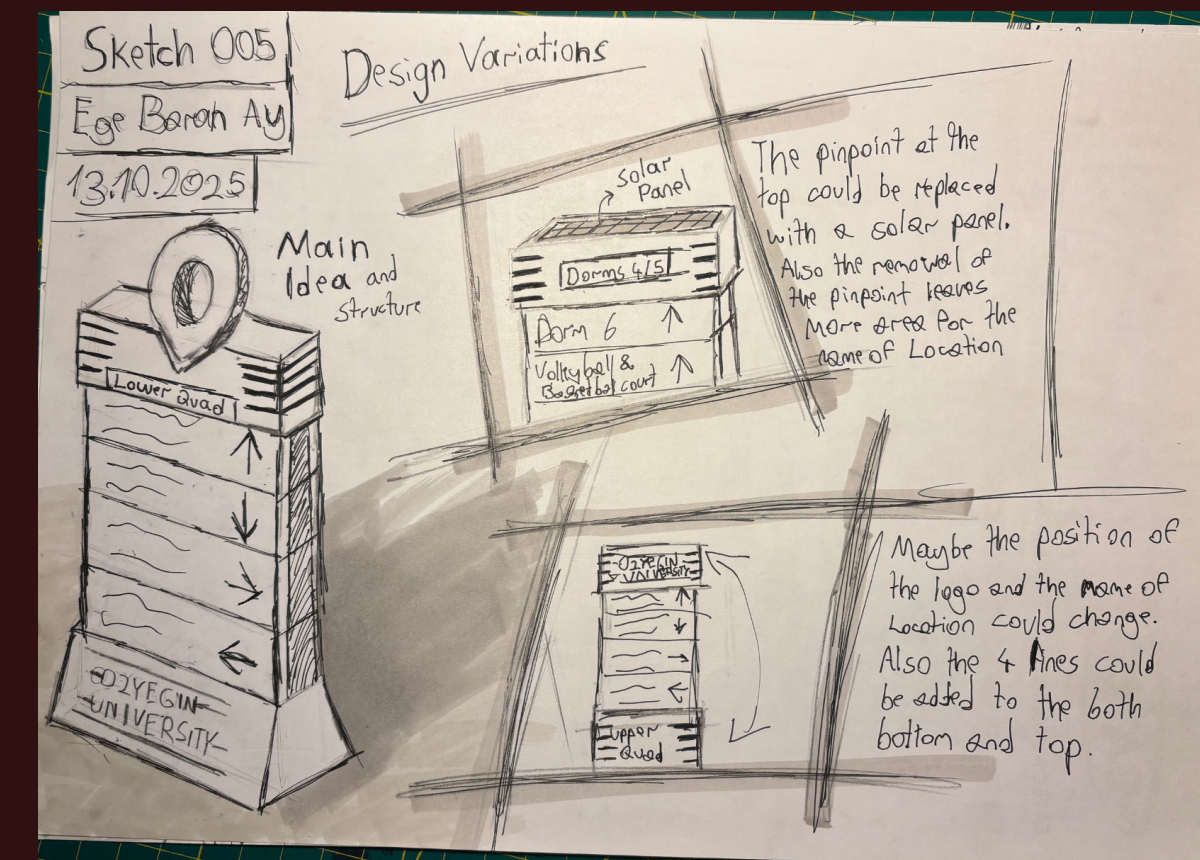 Sketch 005
Ege Baran Ay
13.10.2025
Design Variations
Main
Idea and
structure
Lower Quad
OZYEGIN
UNIVERSITY
Solar
Panel
Dorms 4/5
Dorm 6
Volleyball &
Basketbol court
The pinpoint at the
top could be replaced
with a solar panel.
Also the removal of
the pinpoint leaves
More area for the
name of Location
OZYEGIN
UNIVERSITY
upper
Quad
Maybe the position of
the logo and the name of
Location could change.
Also the 4 lines could
be added to the both
bottom and top.